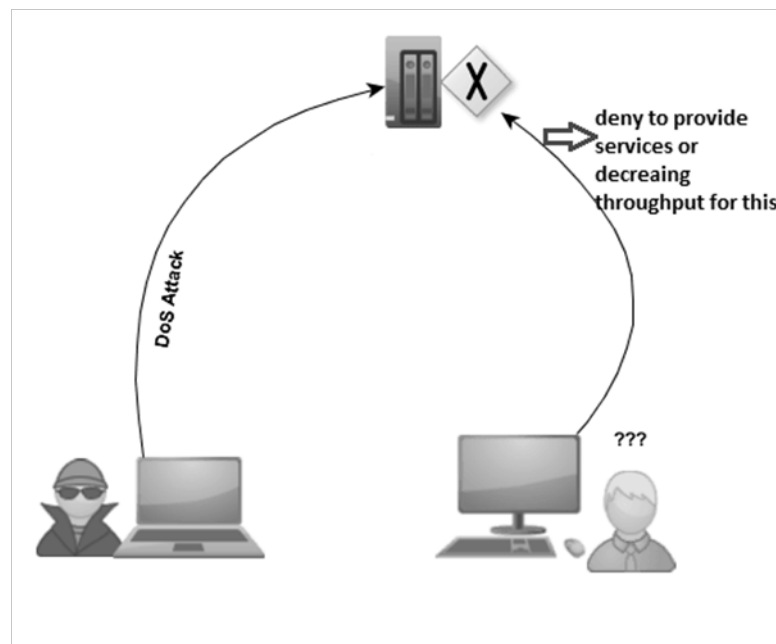 X
deny to provide
services or
decreaing
throughput for this
DoS Attack
???